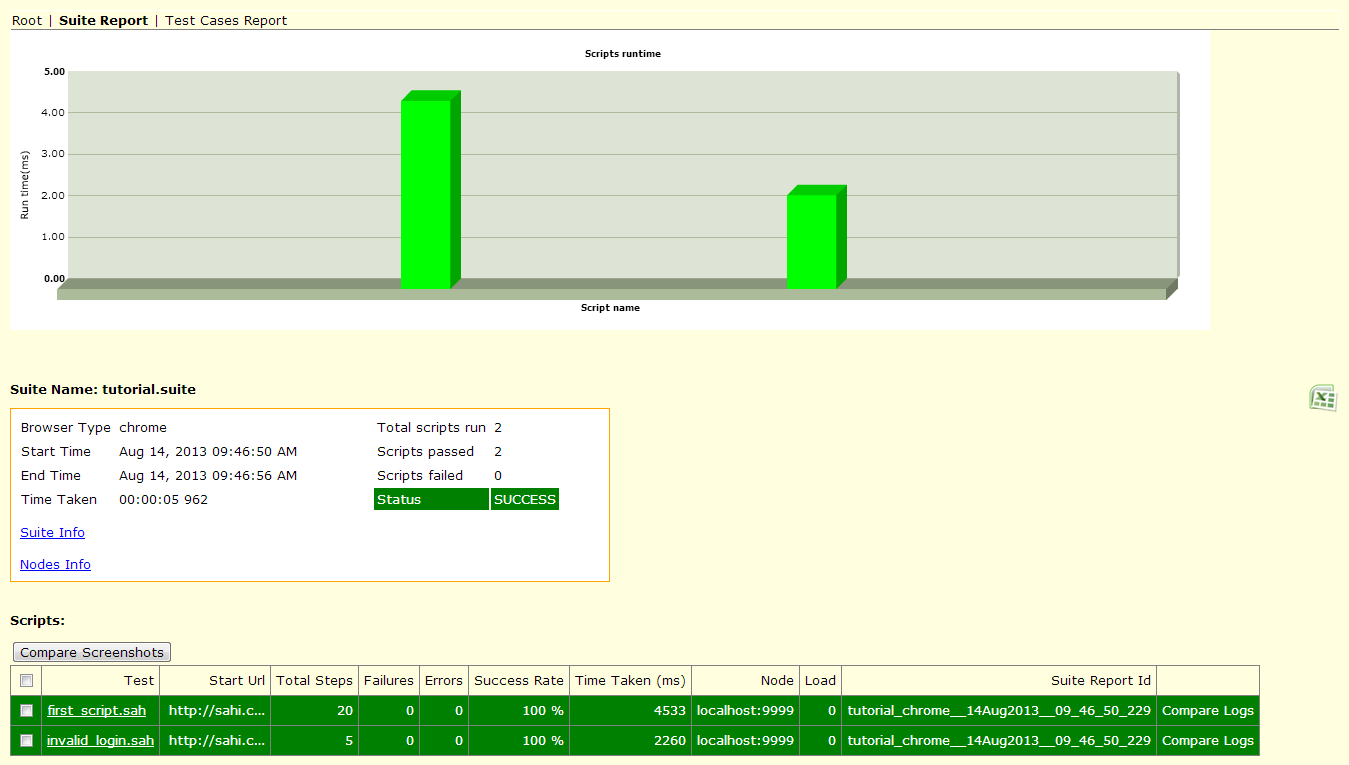 Root | Suite Report | Test Cases Report
Scripts runtime
5.00
4.00
3.00
2.00
1.00
0.00
Run time(ms)
Script name
Suite Name: tutorial.suite
Browser Type chrome Total scripts run 2
Start Time Aug 14, 2013 09:46:50 AM Scripts passed 2
End Time Aug 14, 2013 09:46:56 AM Scripts failed 0
Time Taken 00:00:05 962 Status SUCCESS
Suite Info
Nodes Info
Scripts:
Compare Screenshots
Test Start Url Total Steps Failures Errors Success Rate Time Taken (ms) Node Load Suite Report Id
first_script.sah http://sahi.c... 20 0 0 100 % 4533 localhost:9999 0 tutorial_chrome__14Aug2013__09_46_50_229 Compare Logs
invalid_login.sah http://sahi.c... 5 0 0 100 % 2260 localhost:9999 0 tutorial_chrome__14Aug2013__09_46_50_229 Compare Logs